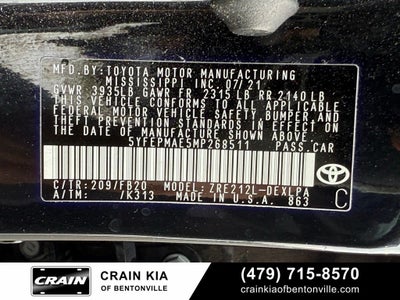 MFD.BY:TOYOTA MOTOR MANUFACTURING
MISSISSIPPI INC. 07/21
GVWR 3935LB GAWR FR 2315LB RR 2140LB
THIS VEHICLE CONFORMS TO ALL APPLICABLE
FEDERAL MOTOR VEHICLE SAFETY, BUMPER, AND
THEFT PREVENTION STANDARDS IN EFFECT ON
THE DATE OF MANUFACTURE SHOWN ABOVE.
5YFEPMAE5MP268511 PASS.CAR
TOYOTA
C/TR:209/FB20 MODEL:ZRE212L-DEXLPA
A/TM: /K313 MADE IN U.S.A. 863
C
CRAIN
CRAIN KIA
OF BENTONVILLE
(479) 715-8570
crainkiaofbentonville.com